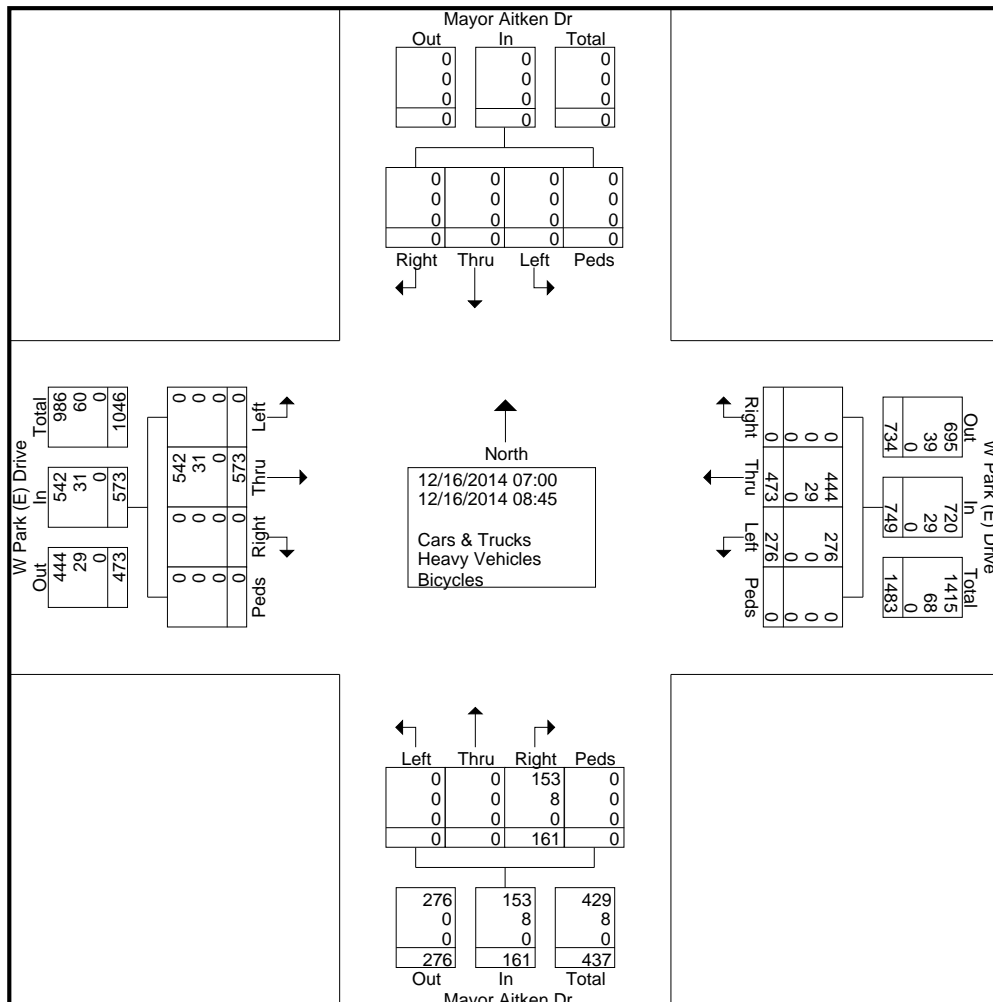 Mayor Aitken Dr
Out In Total
0 0 0
0 0 0
0 0 0
0 0 0
0 0 0 0
0 0 0 0
0 0 0 0
0 0 0 0
Right Thru Left Peds
W Park (E) Drive
Total In Out
986 542 444
60 31 29
0 0 0
1046 573 473
0 542 0 0
0 31 0 0
0 0 0 0
0 573 0 0
Left Thru Right Peds
North
12/16/2014 07:00
12/16/2014 08:45
Cars & Trucks
Heavy Vehicles
Bicycles
Right Thru Left Peds
0 473 276 0
0 0 0 0
0 29 0 0
0 444 276 0
734 749 1483
0 0 0
39 29 68
695 720 1415
Out In Total
W Park (E) Drive
Left Thru Right Peds
0 0 153 0
0 0 8 0
0 0 0 0
0 0 161 0
276 153 429
0 8 8
0 0 0
276 161 437
Out In Total
Mayor Aitken Dr